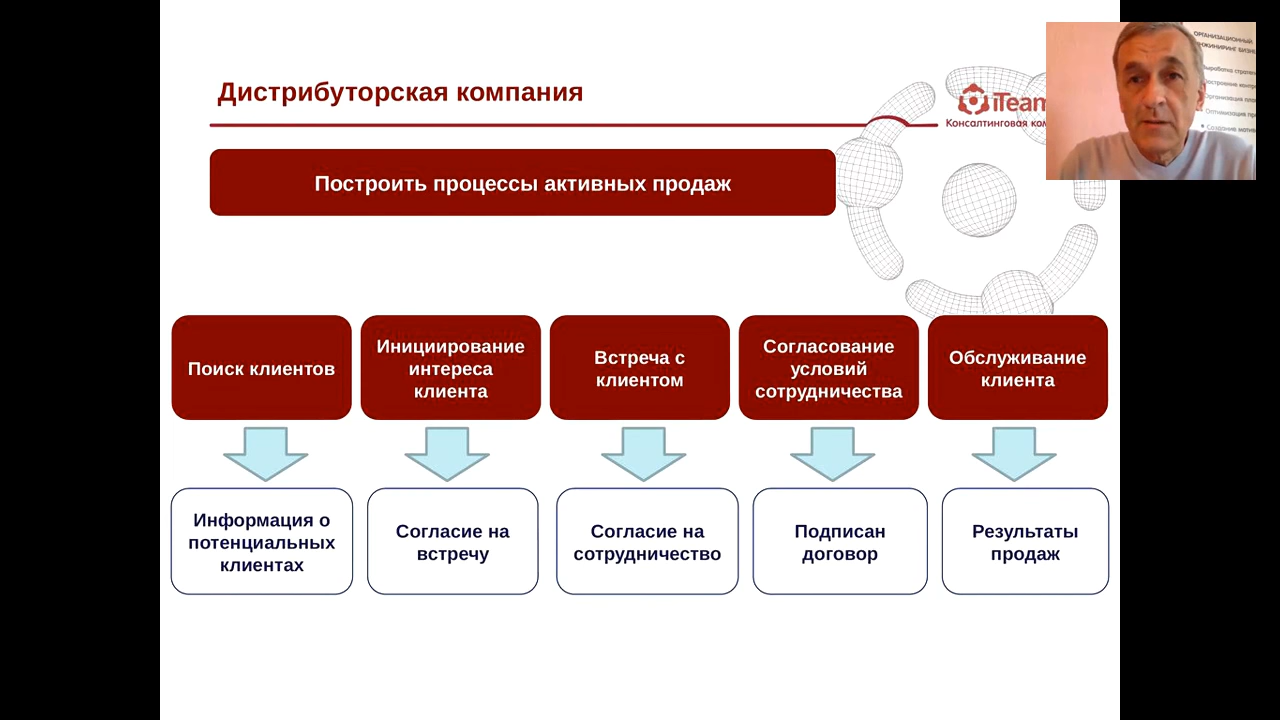 Дистрибуторская компания
iTeam
Консалтинговая
Построить процессы активных продаж
ОРГАНИЗАЦИОННЫЙ
Поиск клиентов
Инициирование
интереса
клиента
Встреча с
клиентом
Согласование
условий
сотрудничества
Обслуживание
клиента
Информация о
потенциальных
клиентах
Согласие на
встречу
Согласие на
сотрудничество
Подписан
договор
Результаты
продаж